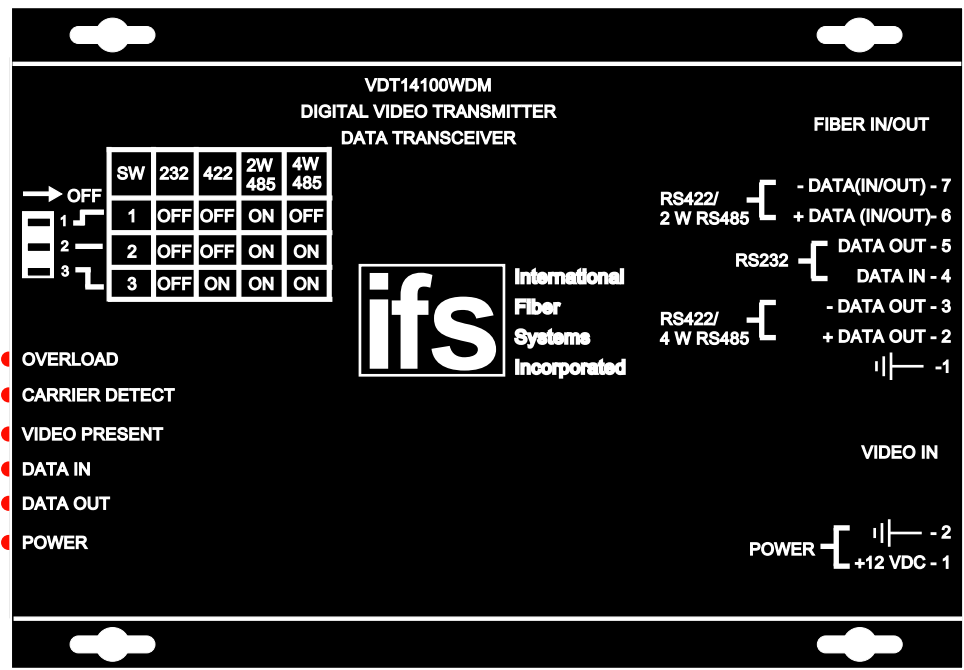 VDT14100WDM
DIGITAL VIDEO TRANSMITTER
DATA TRANSCEIVER
SW 232 422 2W 485 4W 485
1 OFF OFF ON OFF
2 OFF OFF ON ON
3 OFF ON ON ON
OFF
1
2
3
ifs
International
Fiber
Systems
Incorporated
OVERLOAD
CARRIER DETECT
VIDEO PRESENT
DATA IN
DATA OUT
POWER
FIBER IN/OUT
RS422/
2 W RS485
- DATA(IN/OUT) - 7
+ DATA (IN/OUT)- 6
RS232
DATA OUT - 5
DATA IN - 4
RS422/
4 W RS485
- DATA OUT - 3
+ DATA OUT - 2
-1
VIDEO IN
POWER
- 2
+12 VDC - 1